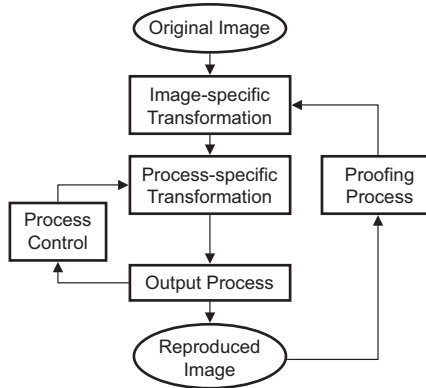 Original Image
Image-specific
Transformation
Process-specific
Transformation
Proofing
Process
Process
Control
Output Process
Reproduced
Image